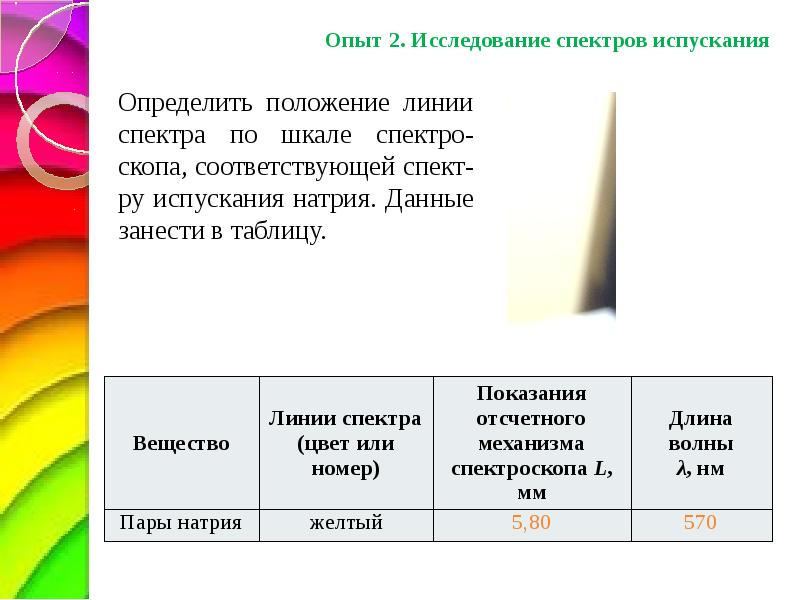 Опыт 2. Исследование спектров испускания
Определить положение линии
спектра по шкале спектро-
скопа, соответствующей спект-
ру испускания натрия. Данные
занести в таблицу.
Вещество
Линии спектра
(цвет или
номер)
Показания
отсчетного
механизма
спектроскопа L,
мм
Длина
волны
λ, нм
Пары натрия
желтый
5,80
570